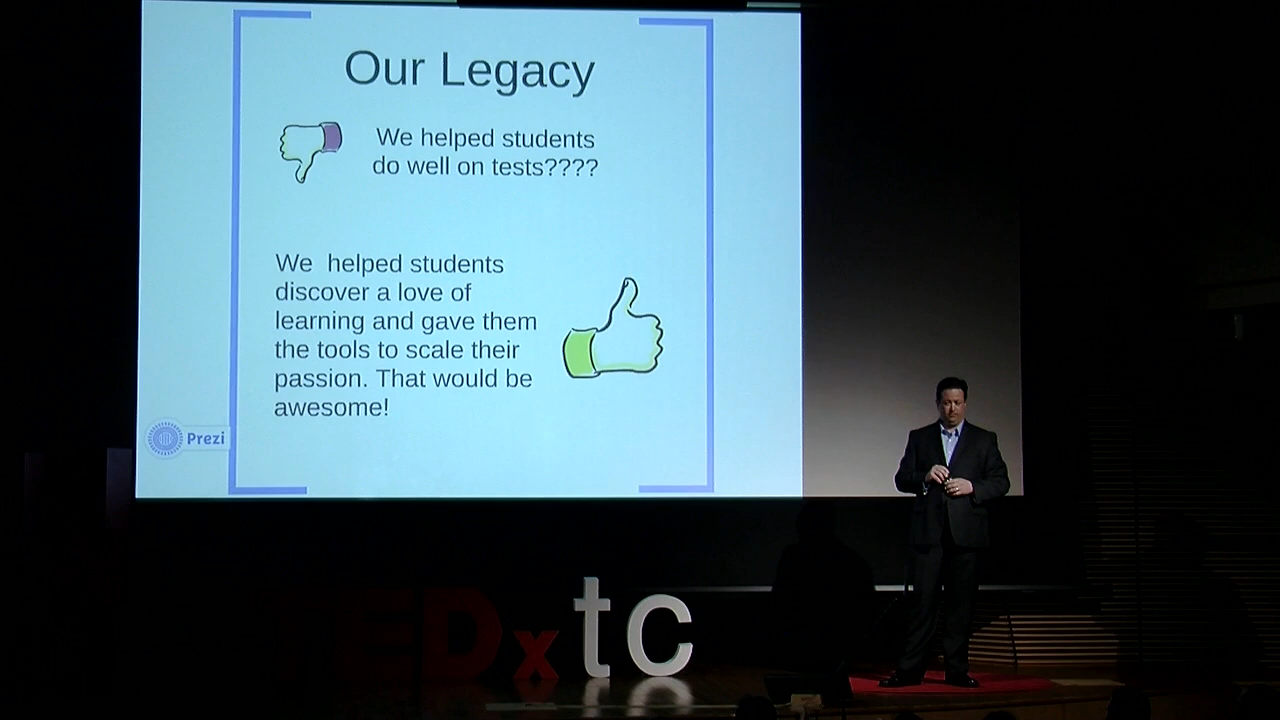 Our Legacy
We helped students
do well on tests????
We helped students
discover a love of
learning and gave them
the tools to scale their
passion. That would be
awesome!
Prezi
TEDxtc